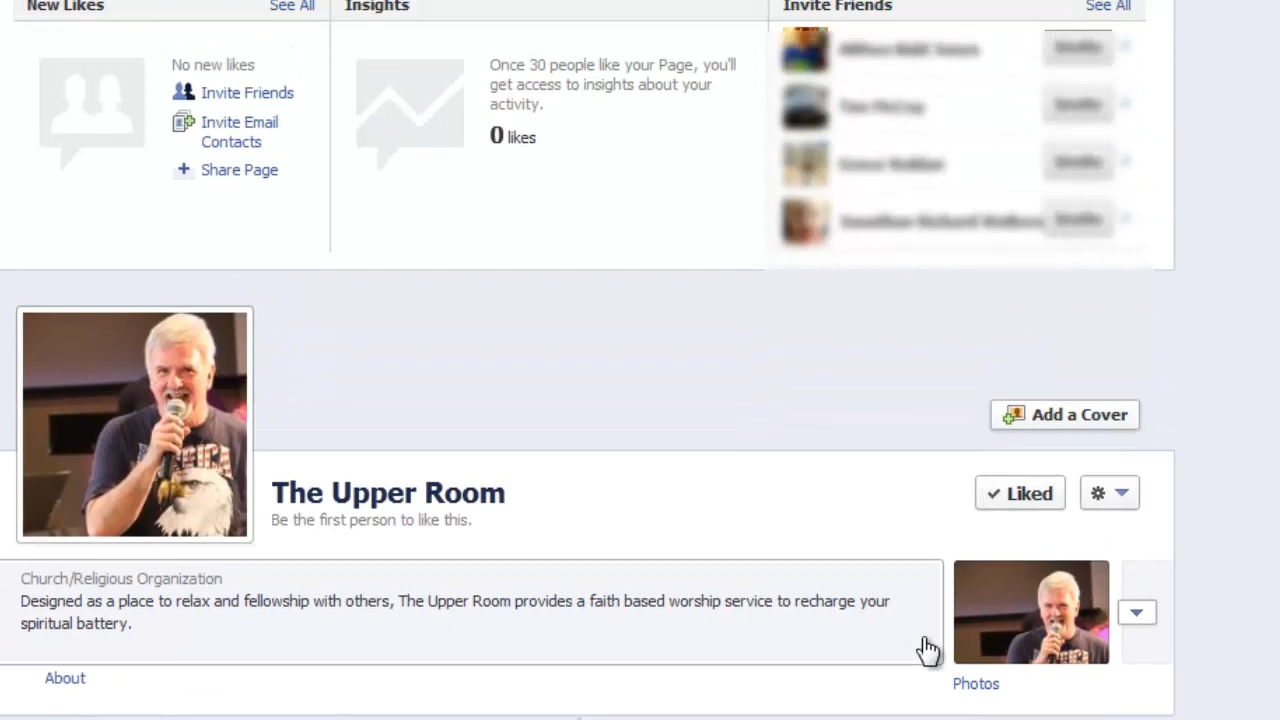 New Likes
See All
Insights
Invite Friends
See All
No new likes
Invite Friends
Invite Email
Contacts
Share Page
Once 30 people like your Page, you'll
get access to insights about your
activity.
0 likes
Add a Cover
The Upper Room
Be the first person to like this.
Liked
Church/Religious Organization
Designed as a place to relax and fellowship with others, The Upper Room provides a faith based worship service to recharge your
spiritual battery.
About
Photos